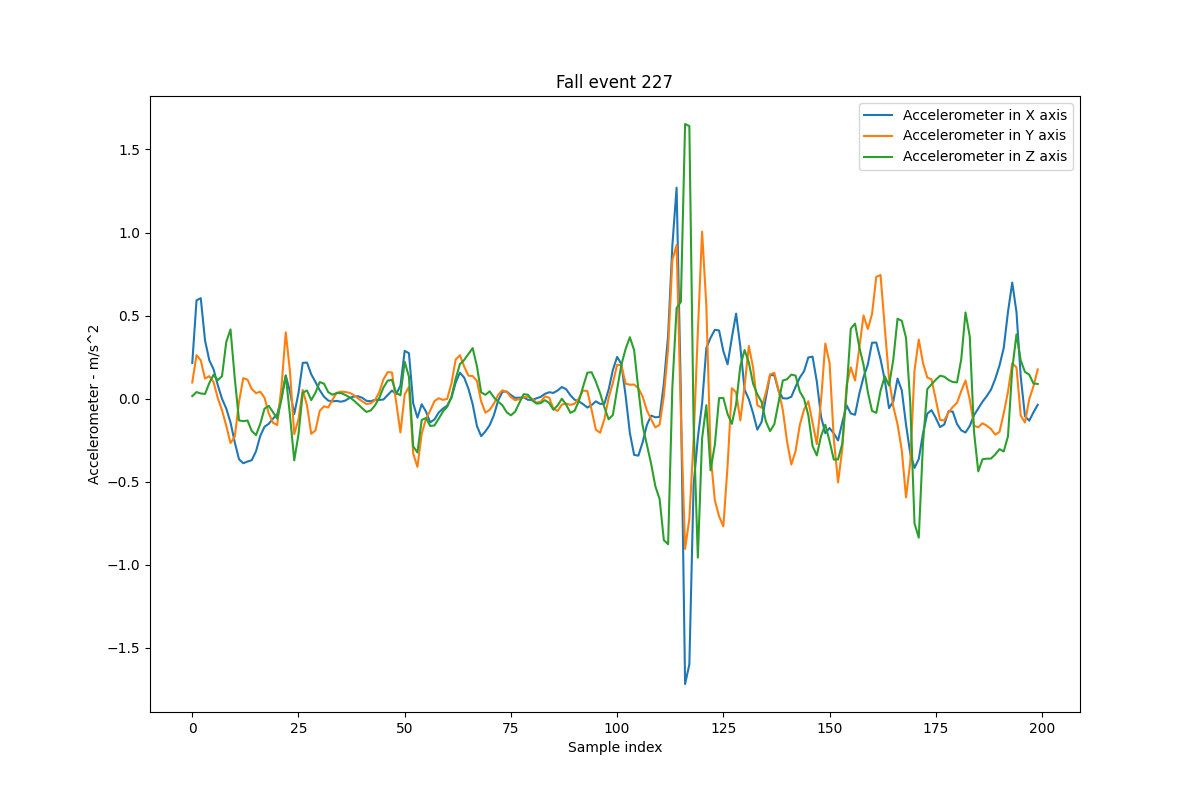 Fall event 227
Accelerometer in X axis
Accelerometer in Y axis
Accelerometer in Z axis
1.5
1.0
0.5
0.0
−0.5
−1.0
−1.5
Accelerometer - m/s^2
0 25 50 75 100 125 150 175 200
Sample index